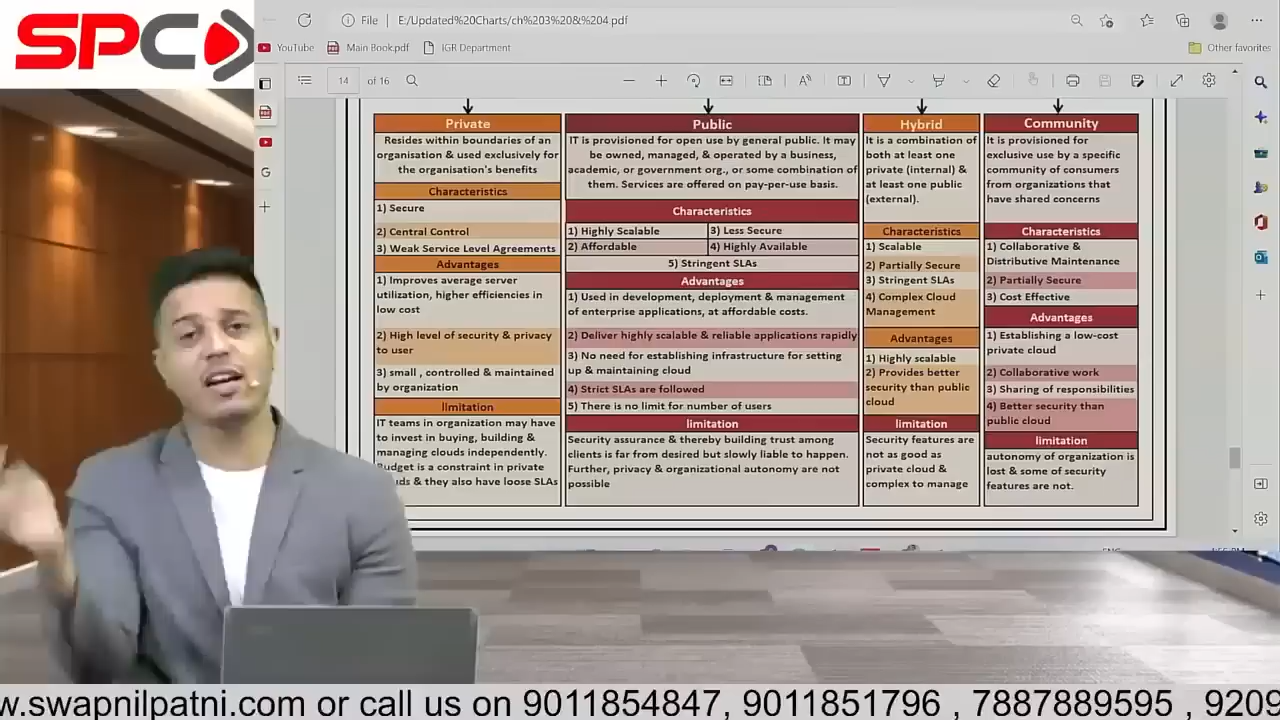 SPC
File
E:/Updated%20Charts/ch%203%20&%204.pdf
YouTube
Main Book.pdf
IGR Department
Other favorites
14
of 16
Private
Resides within boundaries of an
organisation & used exclusively for
the organisation's benefits
Characteristics
1) Secure
2) Central Control
3) Weak Service Level Agreements
Advantages
1) Improves average server
utilization, higher efficiencies in
low cost
2) High level of security & privacy
to user
3) small , controlled & maintained
by organization
limitation
IT teams in organization may have
to invest in buying, building &
managing clouds independently.
udget is a constraint in private
uds & they also have loose SLAs
Public
IT is provisioned for open use by general public. It may
be owned, managed, & operated by a business,
academic, or government org., or some combination of
them. Services are offered on pay-per-use basis.
Characteristics
1) Highly Scalable
3) Less Secure
2) Affordable
4) Highly Available
5) Stringent SLAs
Advantages
1) Used in development, deployment & management
of enterprise applications, at affordable costs.
2) Deliver highly scalable & reliable applications rapidly
3) No need for establishing infrastructure for setting
up & maintaining cloud
4) Strict SLAs are followed
5) There is no limit for number of users
limitation
Security assurance & thereby building trust among
clients is far from desired but slowly liable to happen.
Further, privacy & organizational autonomy are not
possible
Hybrid
It is a combination of
both at least one
private (internal) &
at least one public
(external).
Characteristics
1) Scalable
2) Partially Secure
3) Stringent SLAs
4) Complex Cloud
Management
Advantages
1) Highly scalable
2) Provides better
security than public
cloud
limitation
Security features are
not as good as
private cloud &
complex to manage
Community
It is provisioned for
exclusive use by a specific
community of consumers
from organizations that
have shared concerns
Characteristics
1) Collaborative &
Distributive Maintenance
2) Partially Secure
3) Cost Effective
Advantages
1) Establishing a low-cost
private cloud
2) Collaborative work
3) Sharing of responsibilities
4) Better security than
public cloud
limitation
autonomy of organization is
lost & some of security
features are not.
w.swapnilpatni.com or call us on 9011854847, 9011851796 , 7887889595 , 9209